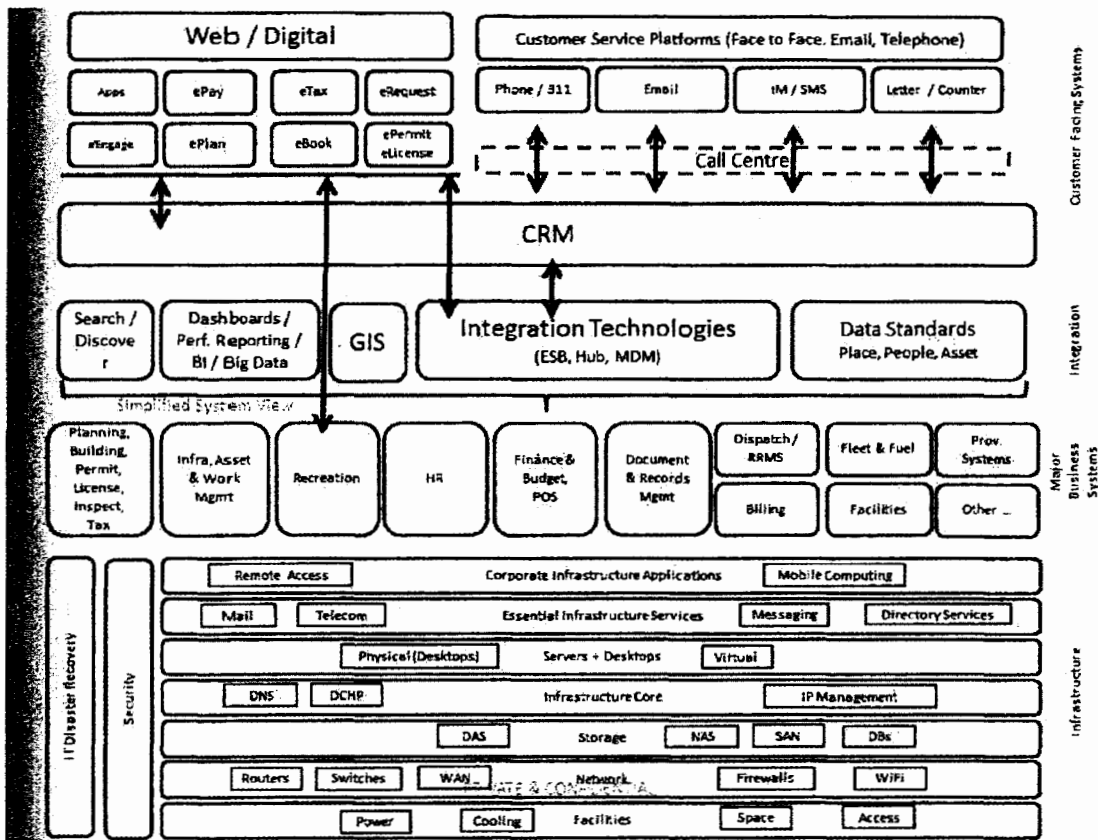 Web / Digital
Customer Service Platforms (Face to Face. Email, Telephone)
Apps
ePay
eTax
eRequest
Phone / 311
Email
IM / SMS
Letter / Counter
eEngage
ePlan
eBook
ePermit
eLicense
Call Centre
Customer Facing Systems
CRM
Search /
Discove
r
Dashboards /
Perf. Reporting /
BI / Big Data
GIS
Integration Technologies
(ESB, Hub, MDM)
Data Standards
Place, People, Asset
Integration
Simplified System View
Planning,
Building,
Permit,
License,
Inspect,
Tax
Infra, Asset
& Work
Mgmt
Recreation
HR
Finance &
Budget,
POS
Document
& Records
Mgmt
Dispatch /
RRMS
Fleet & Fuel
Prov.
Systems
Billing
Facilities
Other ...
Major
Business
Systems
IT Disaster Recovery
Security
Remote Access
Corporate Infrastructure Applications
Mobile Computing
Mail
Telecom
Essential Infrastructure Services
Messaging
Directory Services
Physical (Desktops)
Servers + Desktops
Virtual
DNS
DCHP
Infrastructure Core
IP Management
DAS
Storage
NAS
SAN
DBs
Routers
Switches
WAN
Network
Firewalls
WiFi
PRIVATE & CONFIDENTIAL
Power
Cooling
Facilities
Space
Access
Infrastructure